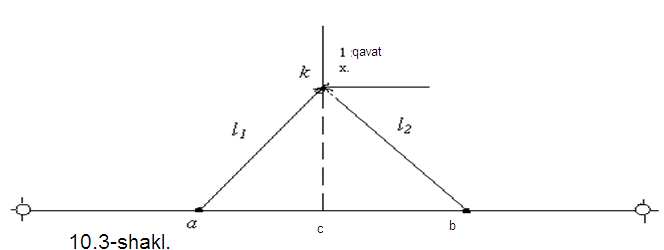 1 :qavat
x.
k
l1
l2
a
c
b
10.3-shakl.